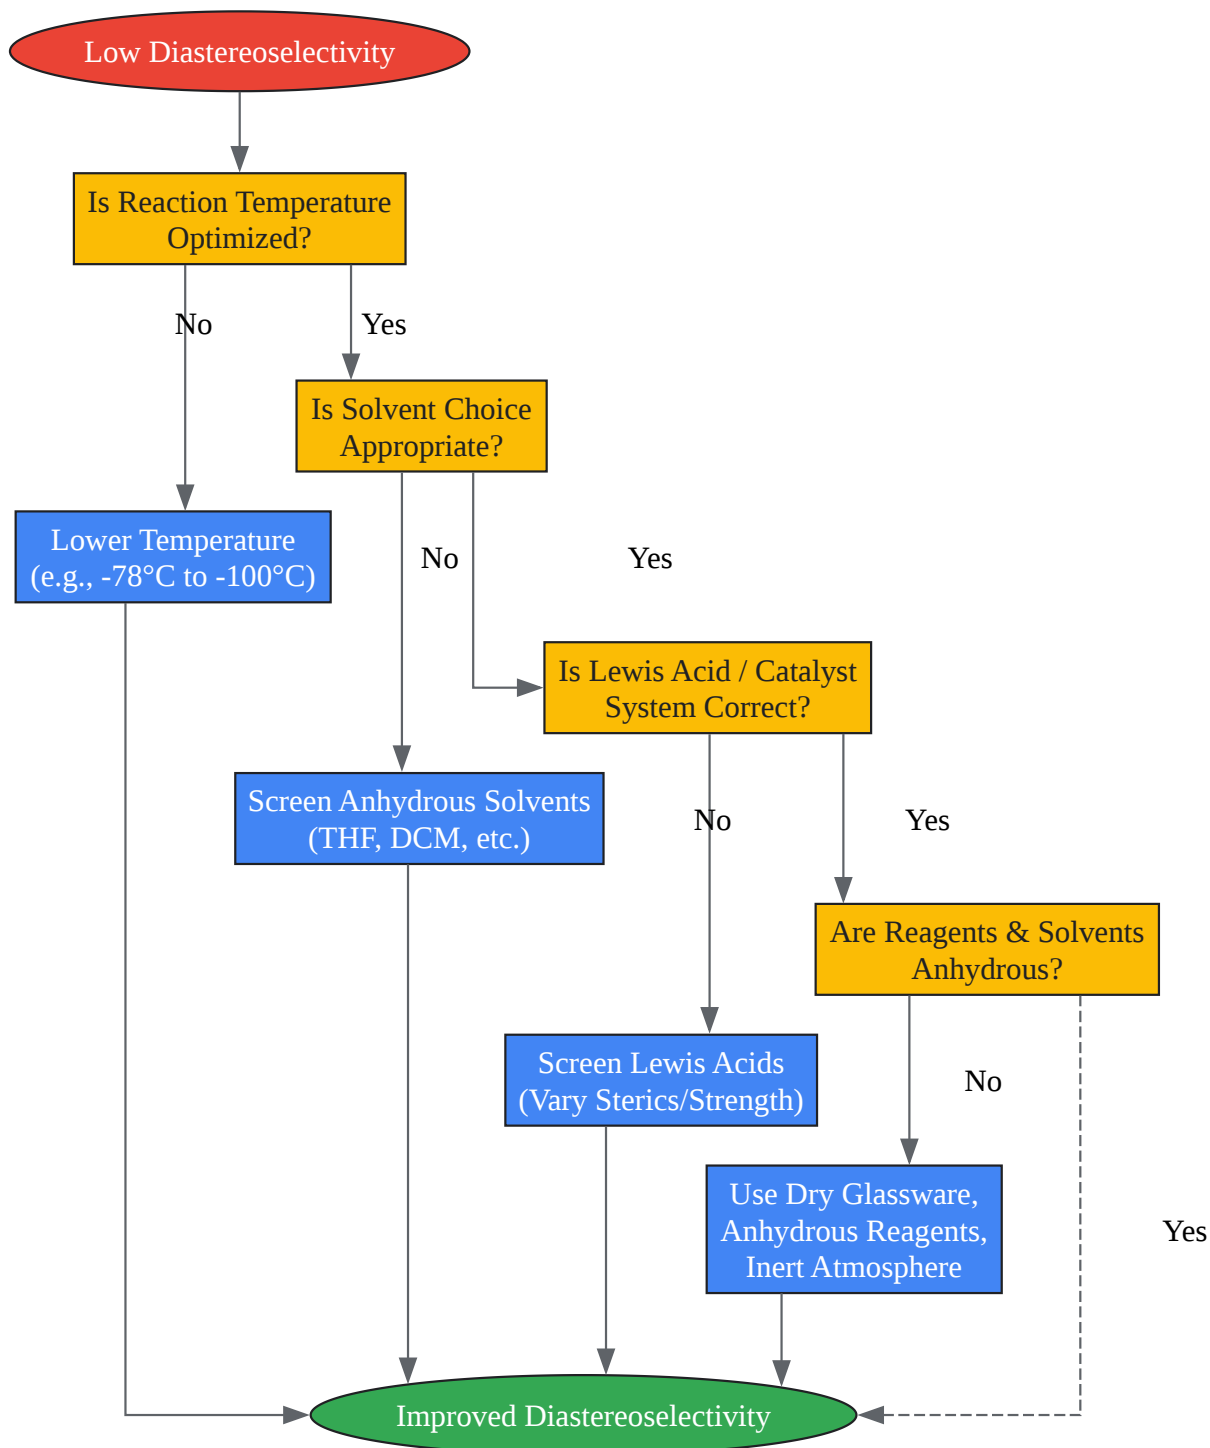 Low Diastereoselectivity
Is Reaction Temperature
Optimized?
No
Yes
Is Solvent Choice
Appropriate?
Lower Temperature
(e.g., -78°C to -100°C)
No
Yes
Is Lewis Acid / Catalyst
System Correct?
Screen Anhydrous Solvents
(THF, DCM, etc.)
No
Yes
Are Reagents & Solvents
Anhydrous?
Screen Lewis Acids
(Vary Sterics/Strength)
No
Use Dry Glassware,
Anhydrous Reagents,
Inert Atmosphere
Yes
Improved Diastereoselectivity